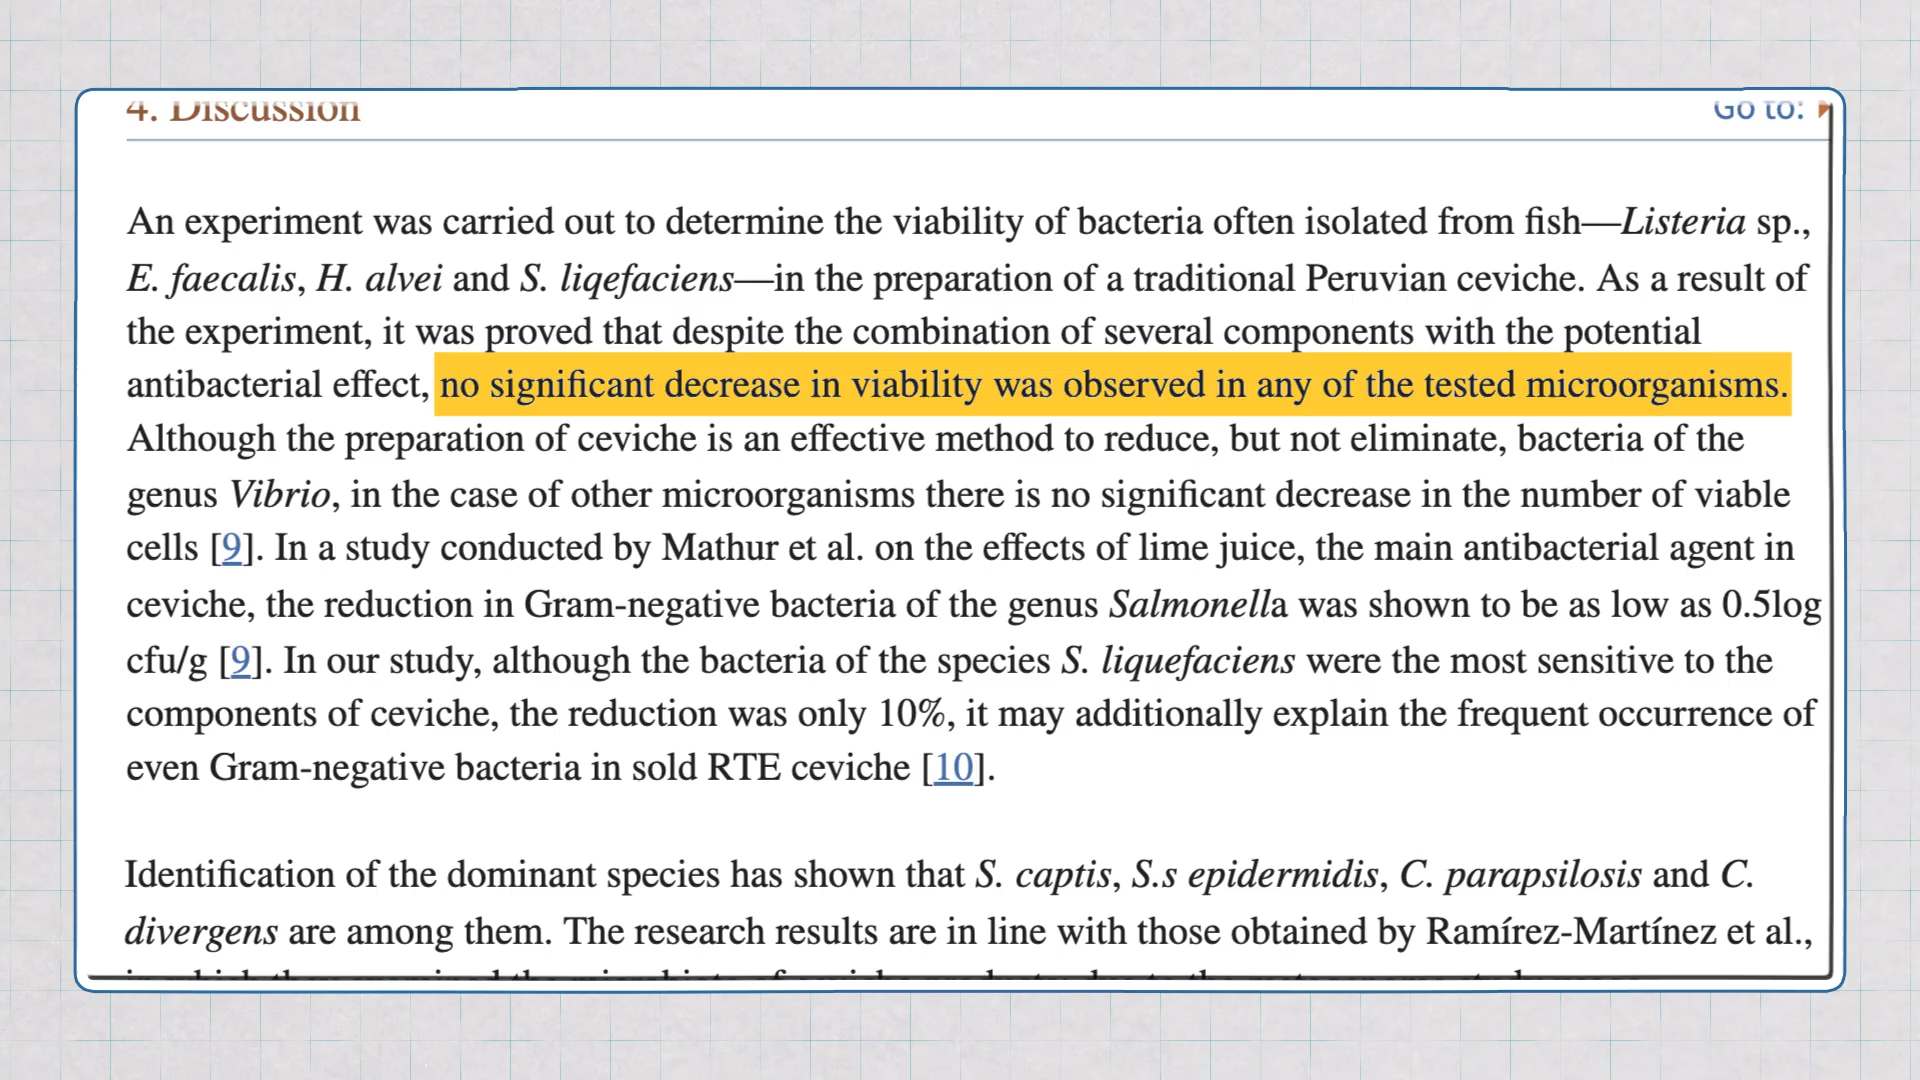 4. Discussion
Go to:
An experiment was carried out to determine the viability of bacteria often isolated from fish—Listeria sp.,
E. faecalis, H. alvei and S. liqefaciens—in the preparation of a traditional Peruvian ceviche. As a result of
the experiment, it was proved that despite the combination of several components with the potential
antibacterial effect, no significant decrease in viability was observed in any of the tested microorganisms.
Although the preparation of ceviche is an effective method to reduce, but not eliminate, bacteria of the
genus Vibrio, in the case of other microorganisms there is no significant decrease in the number of viable
cells [9]. In a study conducted by Mathur et al. on the effects of lime juice, the main antibacterial agent in
ceviche, the reduction in Gram-negative bacteria of the genus Salmonella was shown to be as low as 0.5log
cfu/g [9]. In our study, although the bacteria of the species S. liquefaciens were the most sensitive to the
components of ceviche, the reduction was only 10%, it may additionally explain the frequent occurrence of
even Gram-negative bacteria in sold RTE ceviche [10].
Identification of the dominant species has shown that S. captis, S.s epidermidis, C. parapsilosis and C.
divergens are among them. The research results are in line with those obtained by Ramírez-Martínez et al.,